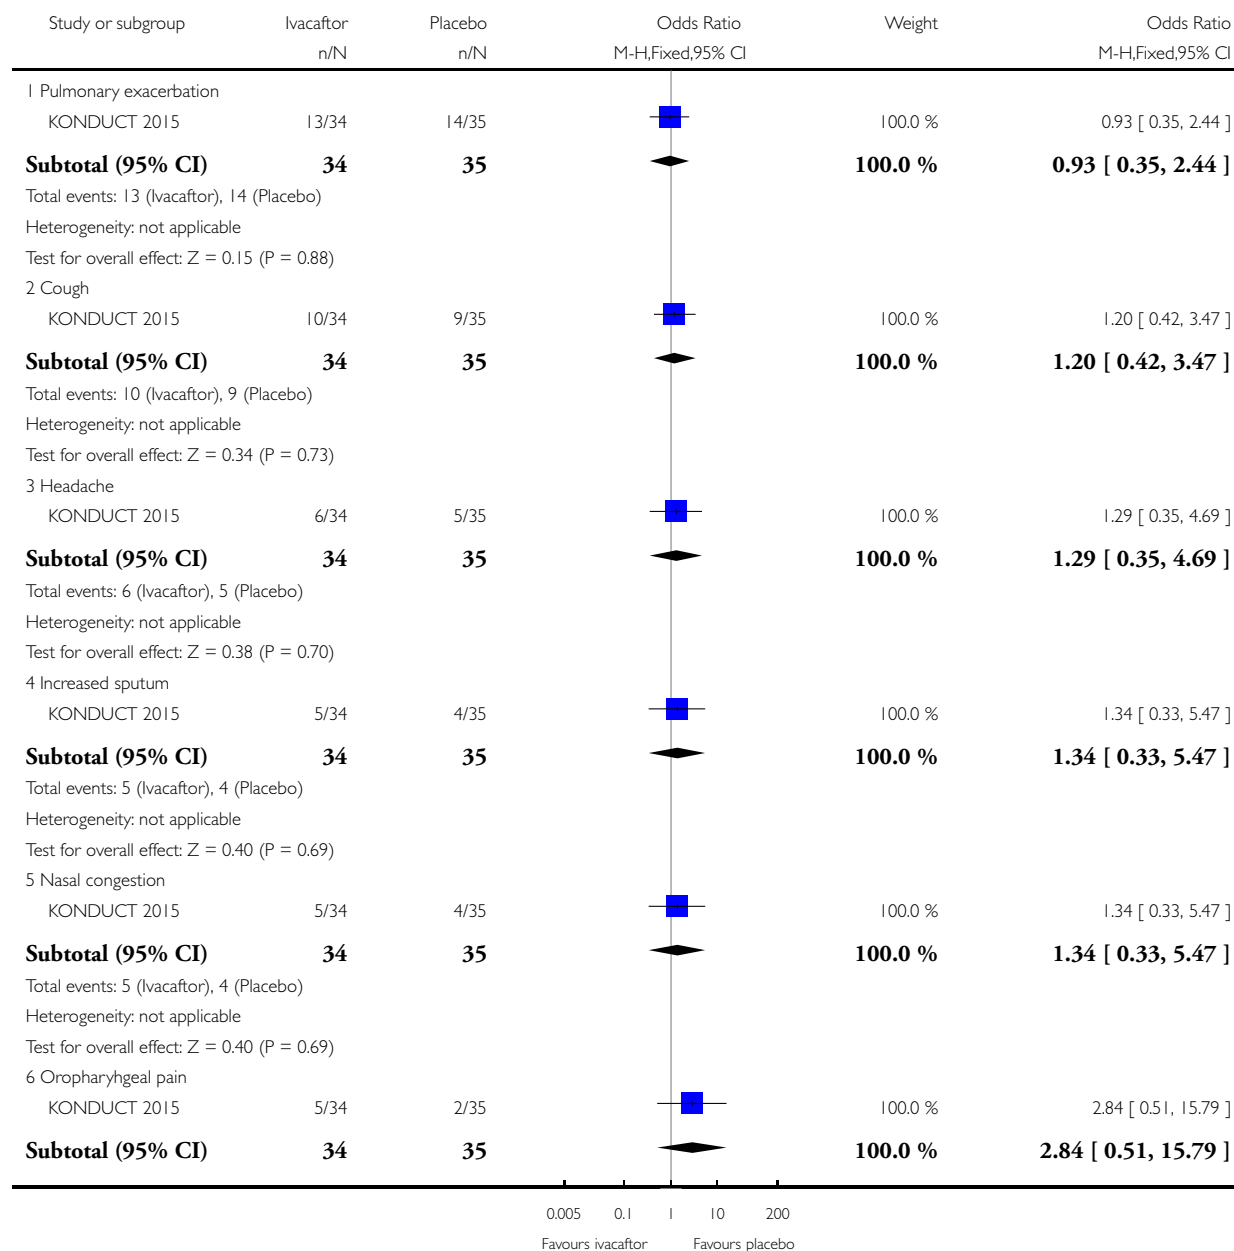 Study or subgroup Ivacaftor Placebo Odds Ratio Weight Odds Ratio
n/N n/N M-H,Fixed,95% CI M-H,Fixed,95% CI
1 Pulmonary exacerbation
KONDUCT 2015 13/34 14/35 100.0 % 0.93 [ 0.35, 2.44 ]
Subtotal (95% CI) 34 35 100.0 % 0.93 [ 0.35, 2.44 ]
Total events: 13 (Ivacaftor), 14 (Placebo)
Heterogeneity: not applicable
Test for overall effect: Z = 0.15 (P = 0.88)
2 Cough
KONDUCT 2015 10/34 9/35 100.0 % 1.20 [ 0.42, 3.47 ]
Subtotal (95% CI) 34 35 100.0 % 1.20 [ 0.42, 3.47 ]
Total events: 10 (Ivacaftor), 9 (Placebo)
Heterogeneity: not applicable
Test for overall effect: Z = 0.34 (P = 0.73)
3 Headache
KONDUCT 2015 6/34 5/35 100.0 % 1.29 [ 0.35, 4.69 ]
Subtotal (95% CI) 34 35 100.0 % 1.29 [ 0.35, 4.69 ]
Total events: 6 (Ivacaftor), 5 (Placebo)
Heterogeneity: not applicable
Test for overall effect: Z = 0.38 (P = 0.70)
4 Increased sputum
KONDUCT 2015 5/34 4/35 100.0 % 1.34 [ 0.33, 5.47 ]
Subtotal (95% CI) 34 35 100.0 % 1.34 [ 0.33, 5.47 ]
Total events: 5 (Ivacaftor), 4 (Placebo)
Heterogeneity: not applicable
Test for overall effect: Z = 0.40 (P = 0.69)
5 Nasal congestion
KONDUCT 2015 5/34 4/35 100.0 % 1.34 [ 0.33, 5.47 ]
Subtotal (95% CI) 34 35 100.0 % 1.34 [ 0.33, 5.47 ]
Total events: 5 (Ivacaftor), 4 (Placebo)
Heterogeneity: not applicable
Test for overall effect: Z = 0.40 (P = 0.69)
6 Oropharyhgeal pain
KONDUCT 2015 5/34 2/35 100.0 % 2.84 [ 0.51, 15.79 ]
Subtotal (95% CI) 34 35 100.0 % 2.84 [ 0.51, 15.79 ]
0.005 0.1 1 10 200
Favours ivacaftor Favours placebo